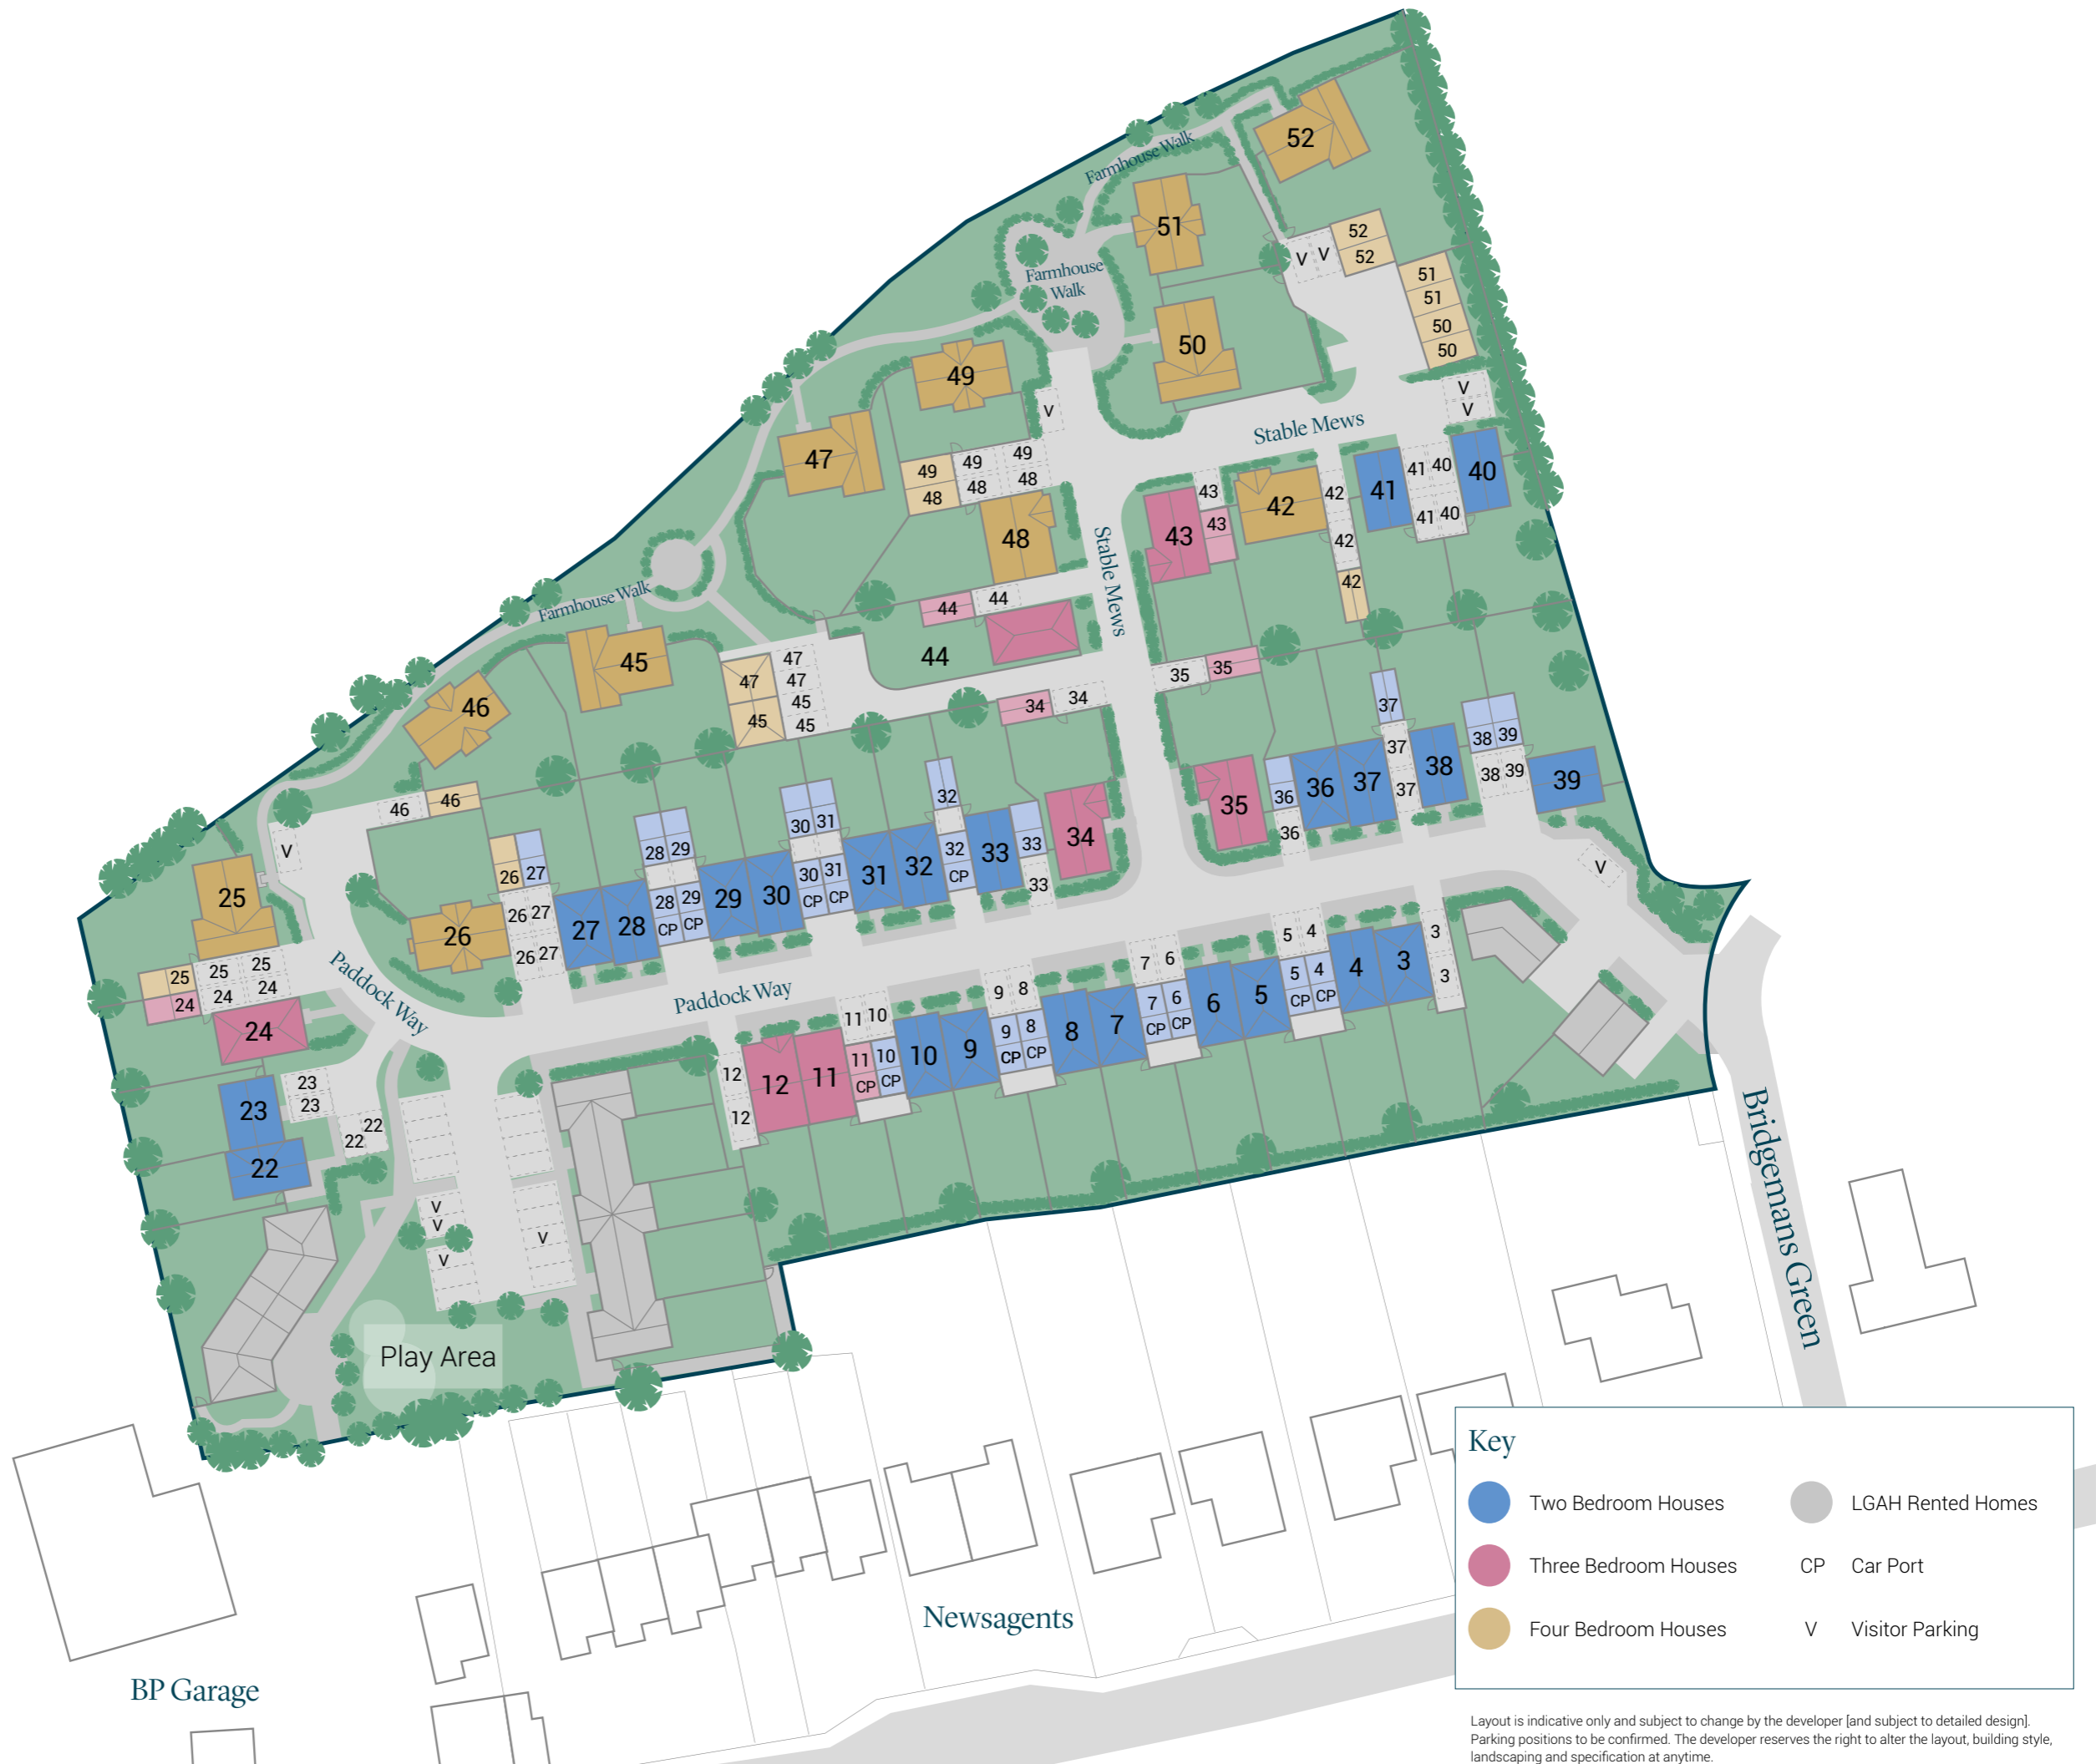 52
Farmhouse Walk
51
52
V V
52
Farmhouse
Walk
51
51
50
50
50
49
V
V
V
Stable Mews
47
49
49
49
48
48
48
48
43
43
43
42
42
42
42
41
41 40
41 40
40
Stable Mews
44
44
44
Farmhouse Walk
45
47
47
47
45
45
45
46
46
46
34
34
35
35
37
37
37
38 39
38 39
V
25
26 27
26 27
26 27
26
27
28
28 29
28 29
CP CP
29
30
30 31
30 31
CP CP
31
32
32
32
CP
33
33
33
34
35
36
36
36
37
38
39
V
25
25
25
24
24
24
24
Paddock Way
Paddock Way
23
23
23
22
22
22
12
12
12
11
11 10
11
CP
10
CP
10
9
9 8
9 8
CP CP
8
7
7 6
7 6
CP CP
6
5
5 4
5 4
CP CP
4
3
3
3
V
V
V
V
Play Area
Bridgemans Green
Newsagents
BP Garage
Key
Two Bedroom Houses
LGAH Rented Homes
Three Bedroom Houses
CP
Car Port
Four Bedroom Houses
V
Visitor Parking
Layout is indicative only and subject to change by the developer [and subject to detailed design].
Parking positions to be confirmed. The developer reserves the right to alter the layout, building style,
landscaping and specification at anytime.